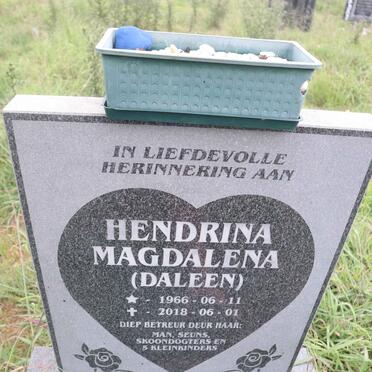 IN LIEFDEVOLLE
HERINNERING AAN
HENDRINA
MAGDALENA
(DALEEN)
★ - 1966 - 06 - 11
✝ - 2018 - 06 - 01
DIEP BETREUR DEUR HAAR:
MAN, SEUNS,
SKOONDOGTERS EN
5 KLEINKINDERS